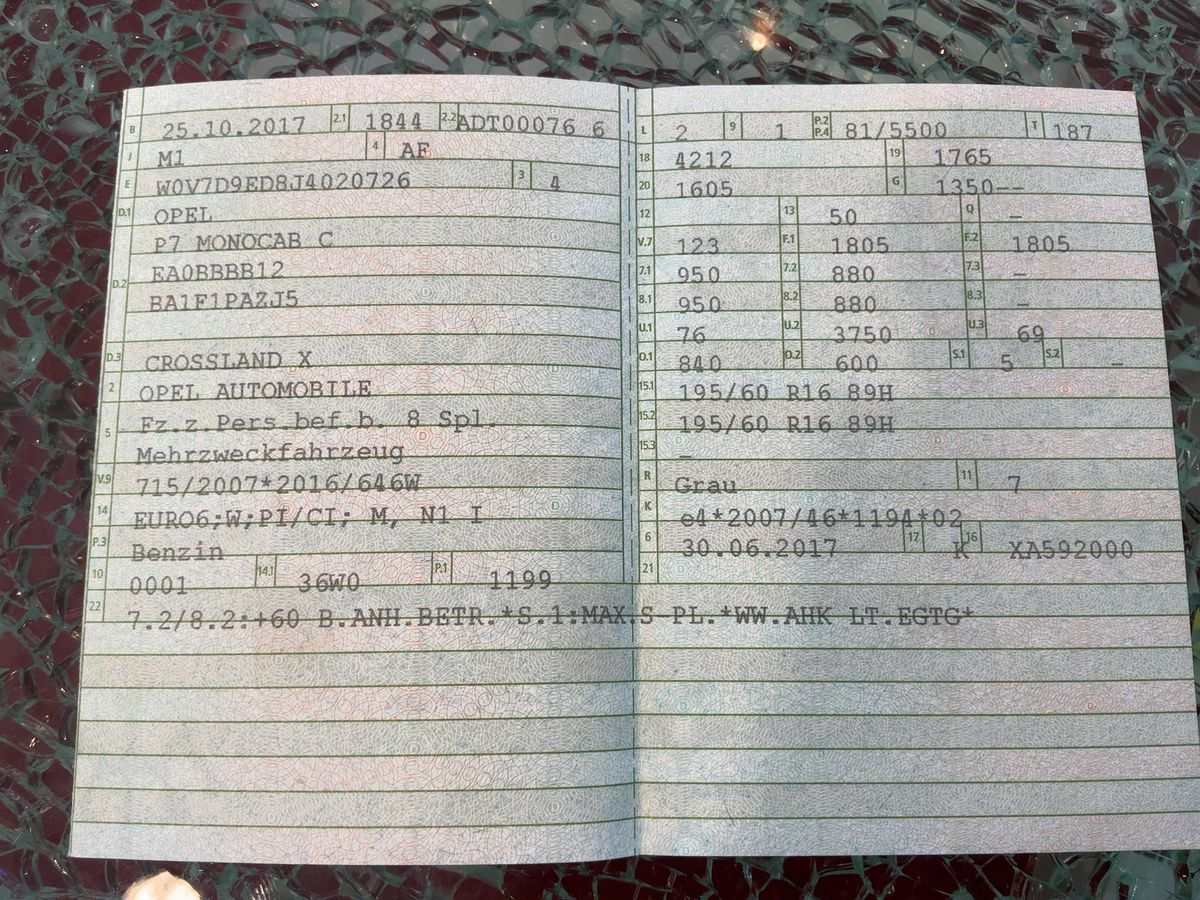 B 25.10.2017 2.1 1844 2.2 ADT00076 6
J M1 4 AF
E W0V7D9ED8J4020726 3 4
D.1 OPEL
P7 MONOCAB C
D.2 EA0BBBB12
BA1F1PAZJ5
D.3 CROSSLAND X
2 OPEL AUTOMOBILE
Fz.z.Pers.bef.b. 8 Spl.
5 Mehrzweckfahrzeug
V.9 715/2007*2016/646W
14 EURO6;W;PI/CI; M, N1 I
P.3 Benzin
10 0001 14.1 36W0 P.1 1199
L 2 9 1 P.2 P.4 81/5500 T 187
18 4212 19 1765
20 1605 G 1350--
12 13 50 Q –
V.7 123 F.1 1805 F.2 1805
7.1 950 7.2 880 7.3 –
8.1 950 8.2 880 8.3 –
U.1 76 U.2 3750 U.3 69
O.1 840 O.2 600 S.1 5 S.2 –
15.1 195/60 R16 89H
15.2 195/60 R16 89H
15.3 –
R Grau 11 7
K e4*2007/46*1194*02
6 30.06.2017 17 K 16 XA592000
21
22 7.2/8.2:+60 B.ANH.BETR.*S.1:MAX.S-PL.*WW.AHK LT.EGTG*